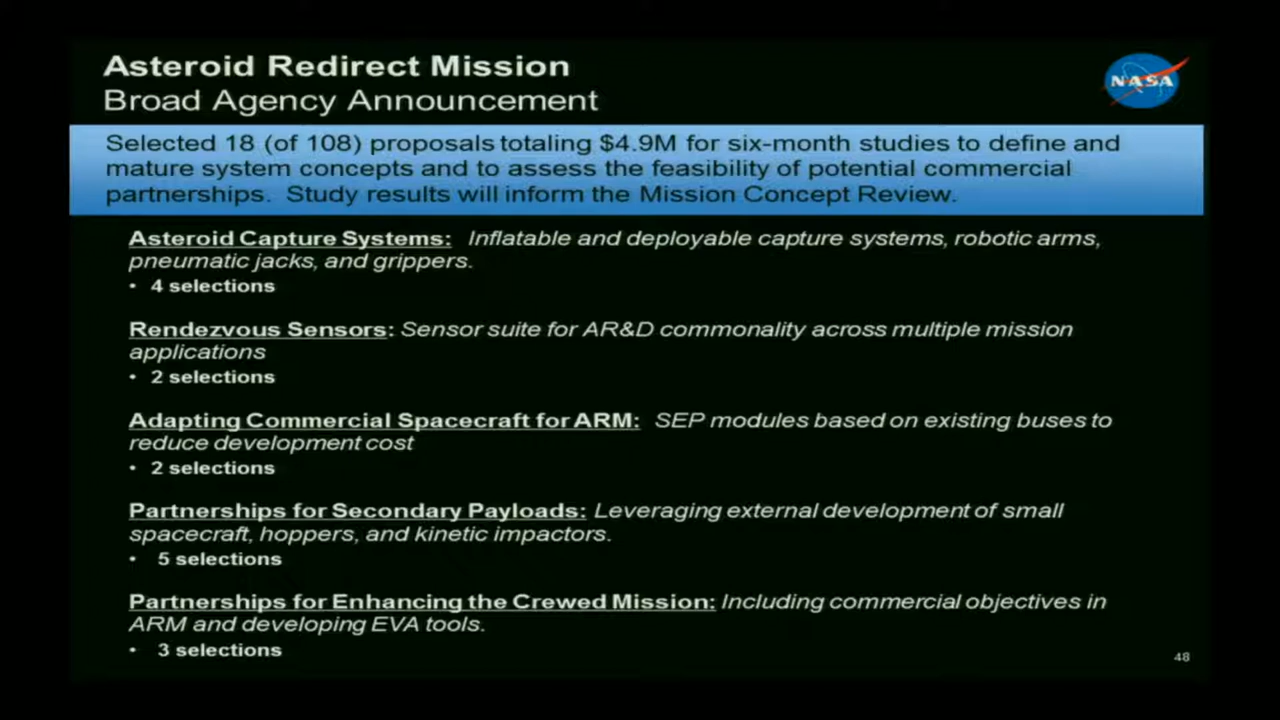 Asteroid Redirect Mission
Broad Agency Announcement
NASA
Selected 18 (of 108) proposals totaling $4.9M for six-month studies to define and
mature system concepts and to assess the feasibility of potential commercial
partnerships. Study results will inform the Mission Concept Review.
Asteroid Capture Systems: Inflatable and deployable capture systems, robotic arms,
pneumatic jacks, and grippers.
• 4 selections
Rendezvous Sensors: Sensor suite for AR&D commonality across multiple mission
applications
• 2 selections
Adapting Commercial Spacecraft for ARM: SEP modules based on existing buses to
reduce development cost
• 2 selections
Partnerships for Secondary Payloads: Leveraging external development of small
spacecraft, hoppers, and kinetic impactors.
• 5 selections
Partnerships for Enhancing the Crewed Mission: Including commercial objectives in
ARM and developing EVA tools.
• 3 selections
48